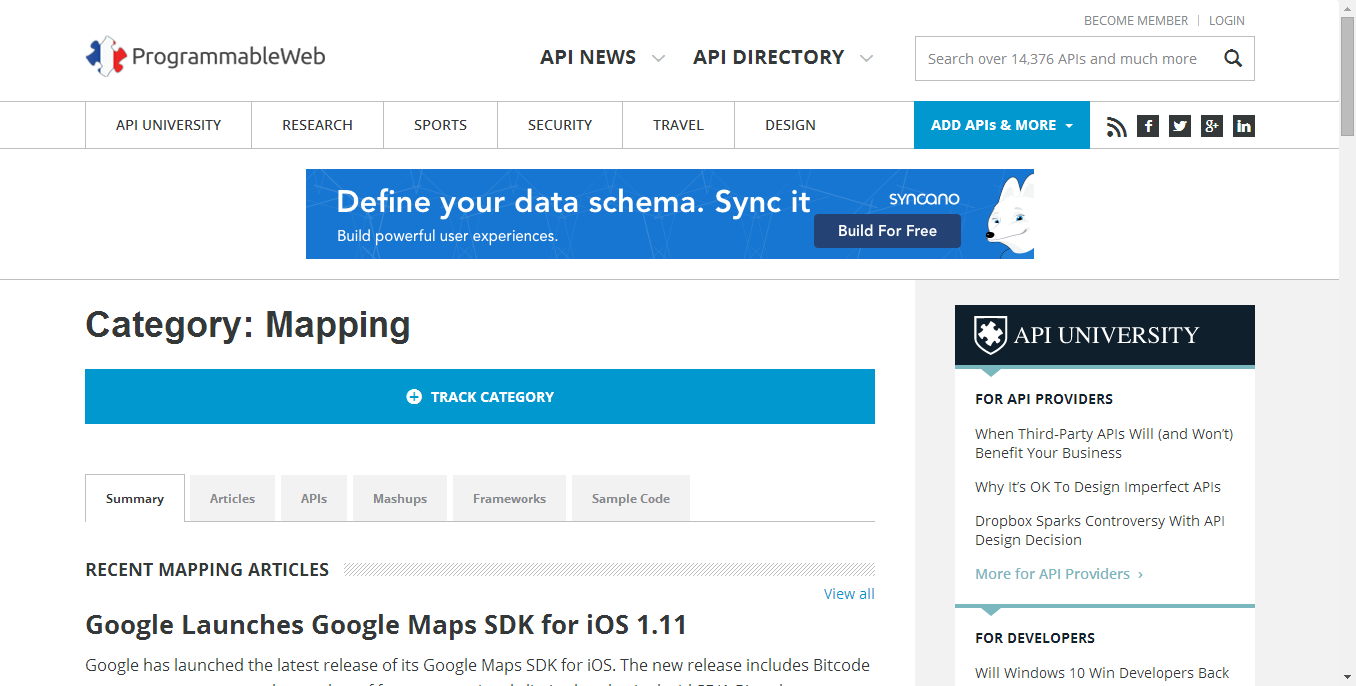 BECOME MEMBER | LOGIN
ProgrammableWeb
API NEWS
API DIRECTORY
Search over 14,376 APIs and much more
API UNIVERSITY
RESEARCH
SPORTS
SECURITY
TRAVEL
DESIGN
ADD APIs & MORE
Define your data schema. Sync it
Build powerful user experiences.
syncano
Build For Free
Category: Mapping
TRACK CATEGORY
Summary
Articles
APIs
Mashups
Frameworks
Sample Code
RECENT MAPPING ARTICLES
View all
Google Launches Google Maps SDK for iOS 1.11
Google has launched the latest release of its Google Maps SDK for iOS. The new release includes Bitcode
API UNIVERSITY
FOR API PROVIDERS
When Third-Party APIs Will (and Won’t)
Benefit Your Business
Why It’s OK To Design Imperfect APIs
Dropbox Sparks Controversy With API
Design Decision
More for API Providers ›
FOR DEVELOPERS
Will Windows 10 Win Developers Back